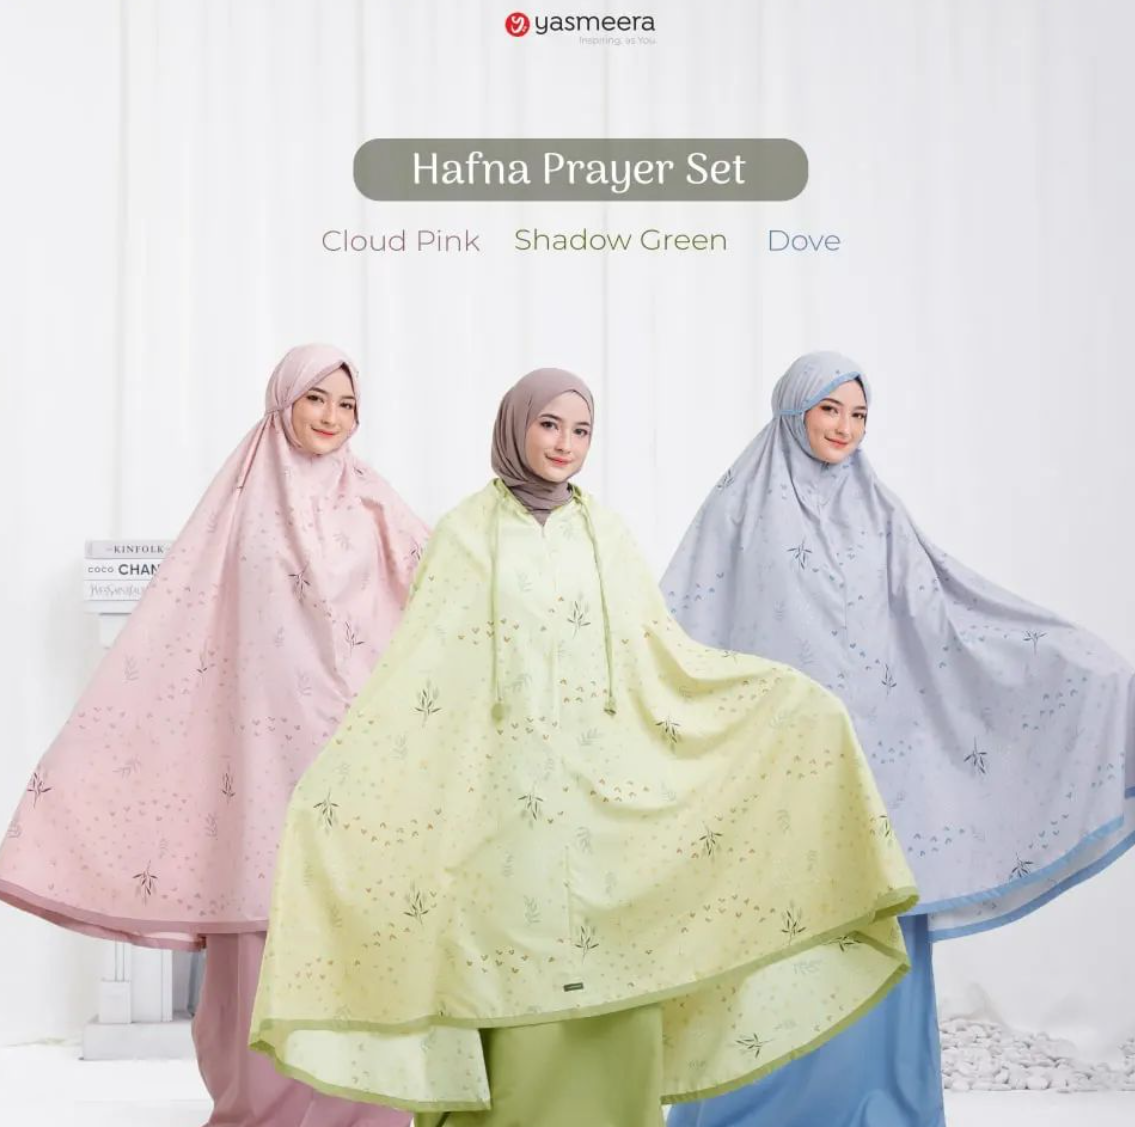 yasmeera
Inspiring, as You.
Hafna Prayer Set
Cloud Pink Shadow Green Dove
KINFOLK
COCO CHAN